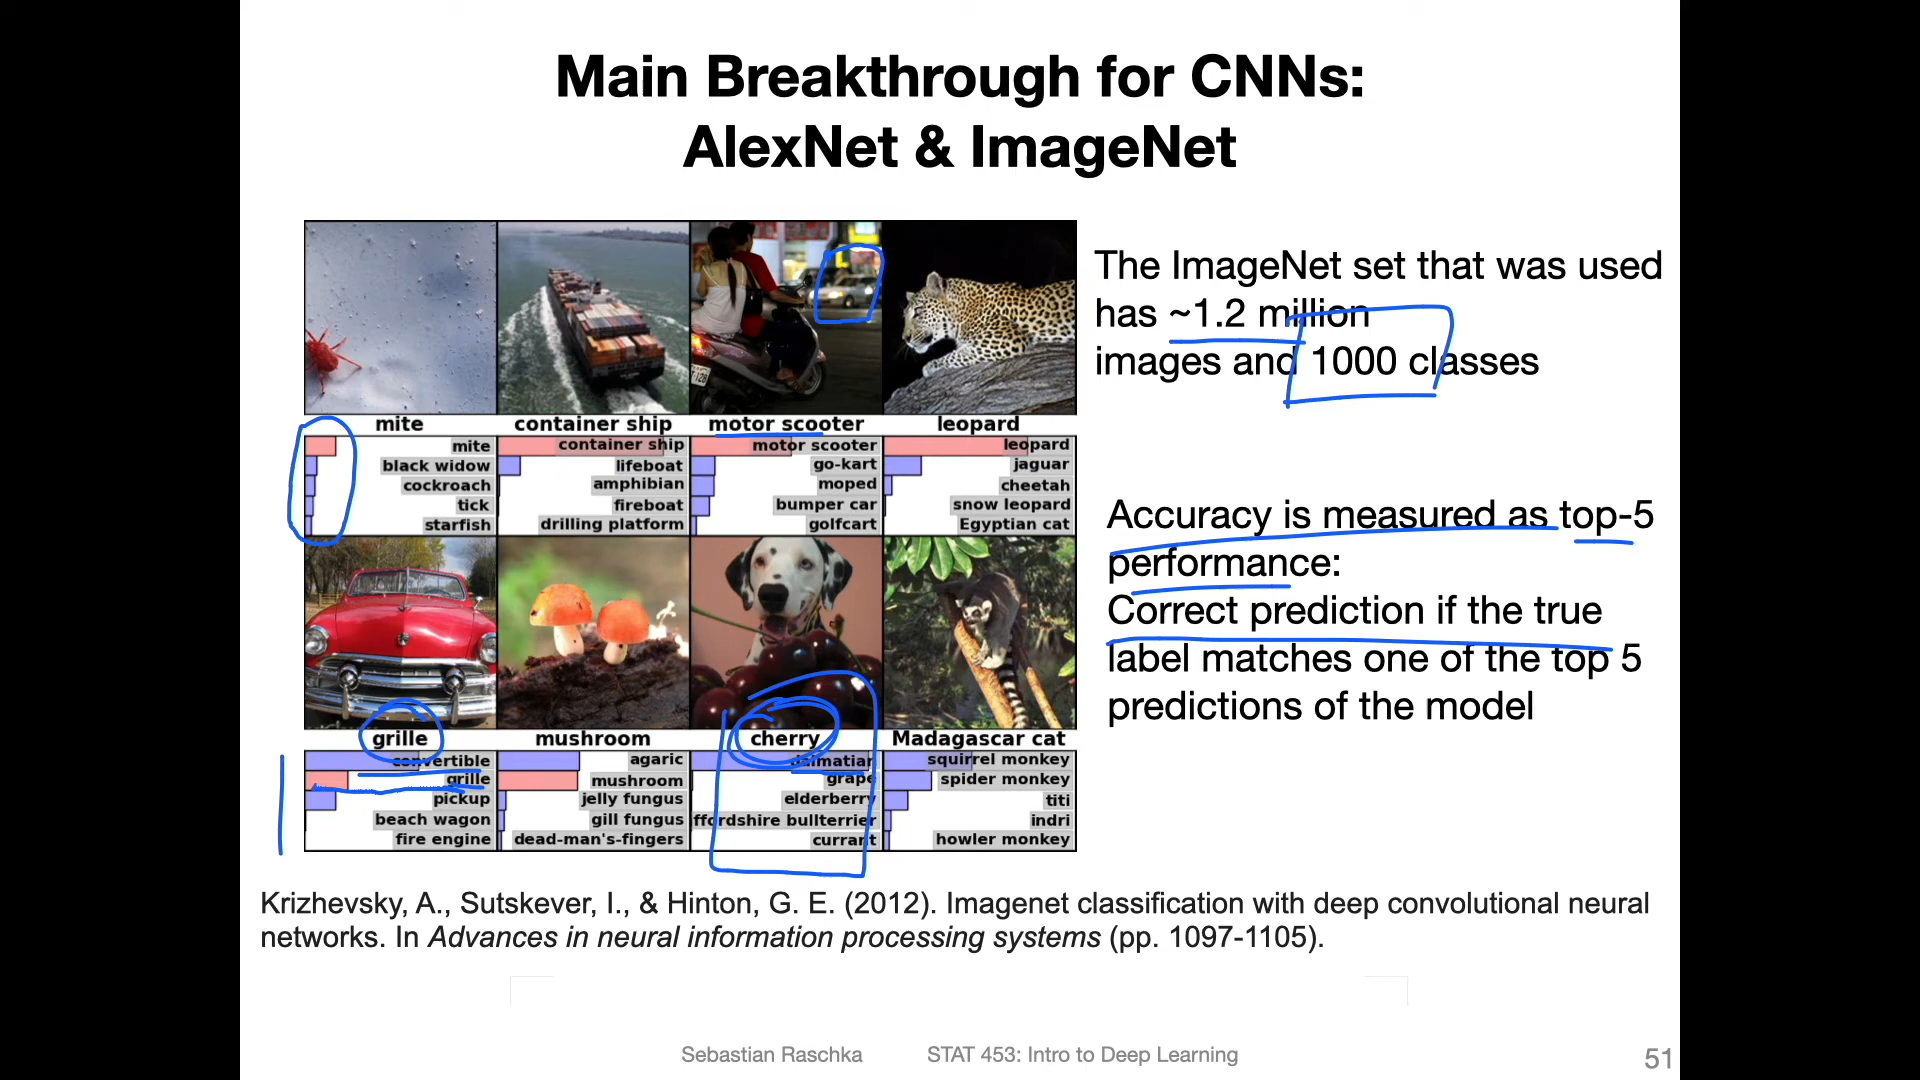 Main Breakthrough for CNNs:
AlexNet & ImageNet
mite
mite
black widow
cockroach
tick
starfish
container ship
container ship
lifeboat
amphibian
fireboat
drilling platform
motor scooter
motor scooter
go-kart
moped
bumper car
golfcart
leopard
leopard
jaguar
cheetah
snow leopard
Egyptian cat
grille
convertible
grille
pickup
beach wagon
fire engine
mushroom
agaric
mushroom
jelly fungus
gill fungus
dead-man's-fingers
cherry
dalmatian
grape
elderberry
ffordshire bullterrier
currant
Madagascar cat
squirrel monkey
spider monkey
titi
indri
howler monkey
The ImageNet set that was used
has ~1.2 million
images and 1000 classes
Accuracy is measured as top-5
performance:
Correct prediction if the true
label matches one of the top 5
predictions of the model
Krizhevsky, A., Sutskever, I., & Hinton, G. E. (2012). Imagenet classification with deep convolutional neural
networks. In Advances in neural information processing systems (pp. 1097-1105).
Sebastian Raschka STAT 453: Intro to Deep Learning 51